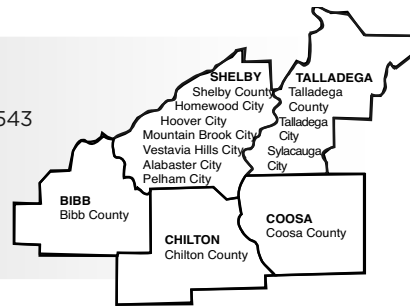 543
SHELBY
Shelby County
Homewood City
Hoover City
Mountain Brook City
Vestavia Hills City
Alabaster City
Pelham City
TALLADEGA
Talladega
County
Talladega
City
Sylacauga
City
BIBB
Bibb County
CHILTON
Chilton County
COOSA
Coosa County